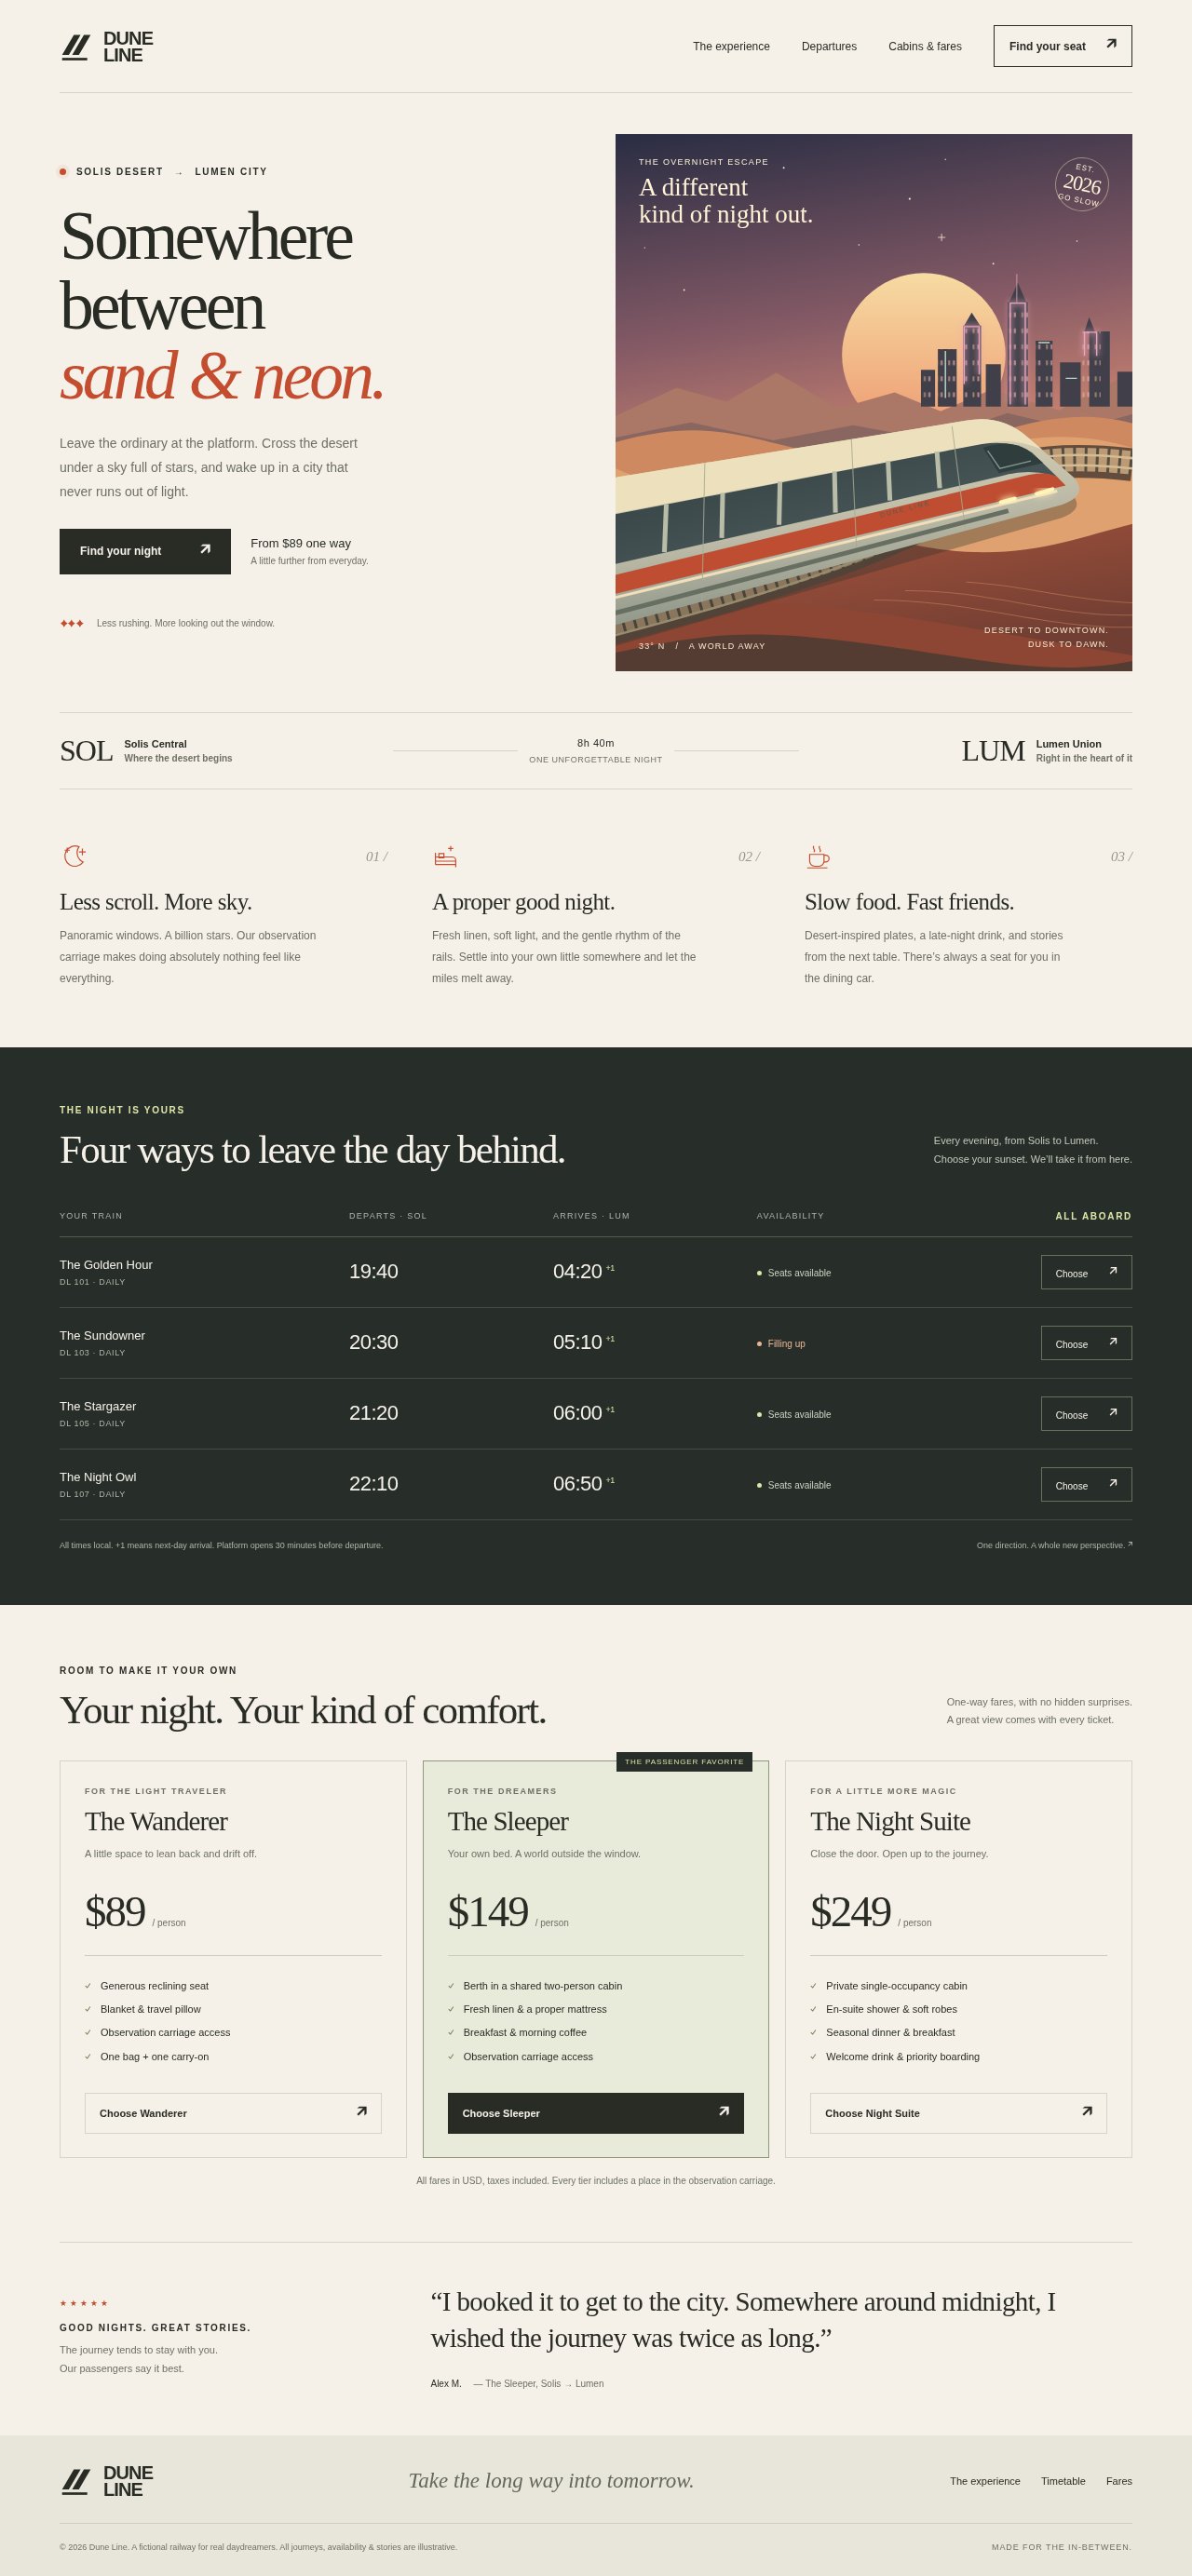 DUNE
LINE
The experience
Departures
Cabins & fares
Find your seat
SOLIS DESERT → LUMEN CITY
Somewhere
between
sand & neon.
Leave the ordinary at the platform. Cross the desert
under a sky full of stars, and wake up in a city that
never runs out of light.
Find your night
From $89 one way
A little further from everyday.
Less rushing. More looking out the window.
THE OVERNIGHT ESCAPE
A different
kind of night out.
EST.
2026
GO SLOW
DUNE LINE
33° N / A WORLD AWAY
DESERT TO DOWNTOWN.
DUSK TO DAWN.
SOL
Solis Central
Where the desert begins
8h 40m
ONE UNFORGETTABLE NIGHT
LUM
Lumen Union
Right in the heart of it
01 /
Less scroll. More sky.
Panoramic windows. A billion stars. Our observation
carriage makes doing absolutely nothing feel like
everything.
02 /
A proper good night.
Fresh linen, soft light, and the gentle rhythm of the
rails. Settle into your own little somewhere and let the
miles melt away.
03 /
Slow food. Fast friends.
Desert-inspired plates, a late-night drink, and stories
from the next table. There's always a seat for you in
the dining car.
THE NIGHT IS YOURS
Four ways to leave the day behind.
Every evening, from Solis to Lumen.
Choose your sunset. We'll take it from here.
YOUR TRAIN
DEPARTS · SOL
ARRIVES · LUM
AVAILABILITY
ALL ABOARD
The Golden Hour
DL 101 · DAILY
19:40
04:20 +1
Seats available
Choose
The Sundowner
DL 103 · DAILY
20:30
05:10 +1
Filling up
Choose
The Stargazer
DL 105 · DAILY
21:20
06:00 +1
Seats available
Choose
The Night Owl
DL 107 · DAILY
22:10
06:50 +1
Seats available
Choose
All times local. +1 means next-day arrival. Platform opens 30 minutes before departure.
One direction. A whole new perspective.
ROOM TO MAKE IT YOUR OWN
Your night. Your kind of comfort.
One-way fares, with no hidden surprises.
A great view comes with every ticket.
FOR THE LIGHT TRAVELER
The Wanderer
A little space to lean back and drift off.
$89 / person
Generous reclining seat
Blanket & travel pillow
Observation carriage access
One bag + one carry-on
Choose Wanderer
THE PASSENGER FAVORITE
FOR THE DREAMERS
The Sleeper
Your own bed. A world outside the window.
$149 / person
Berth in a shared two-person cabin
Fresh linen & a proper mattress
Breakfast & morning coffee
Observation carriage access
Choose Sleeper
FOR A LITTLE MORE MAGIC
The Night Suite
Close the door. Open up to the journey.
$249 / person
Private single-occupancy cabin
En-suite shower & soft robes
Seasonal dinner & breakfast
Welcome drink & priority boarding
Choose Night Suite
All fares in USD, taxes included. Every tier includes a place in the observation carriage.
★★★★★
GOOD NIGHTS. GREAT STORIES.
The journey tends to stay with you.
Our passengers say it best.
“I booked it to get to the city. Somewhere around midnight, I
wished the journey was twice as long.”
Alex M. — The Sleeper, Solis → Lumen
DUNE
LINE
Take the long way into tomorrow.
The experience
Timetable
Fares
© 2026 Dune Line. A fictional railway for real daydreamers. All journeys, availability & stories are illustrative.
MADE FOR THE IN-BETWEEN.